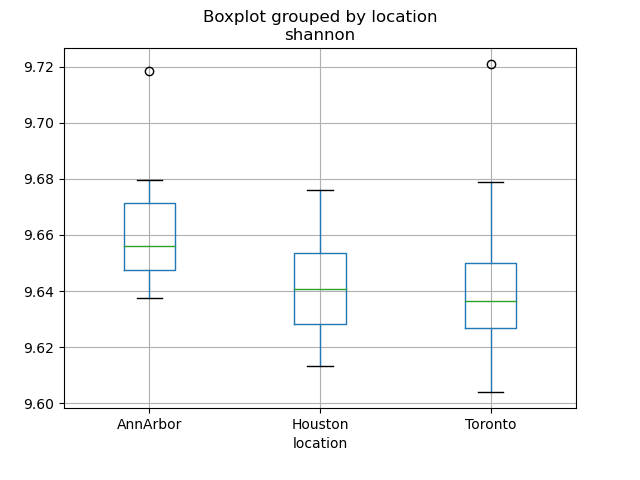 Boxplot grouped by location
shannon
9.72
9.70
9.68
9.66
9.64
9.62
9.60
AnnArbor Houston Toronto
location